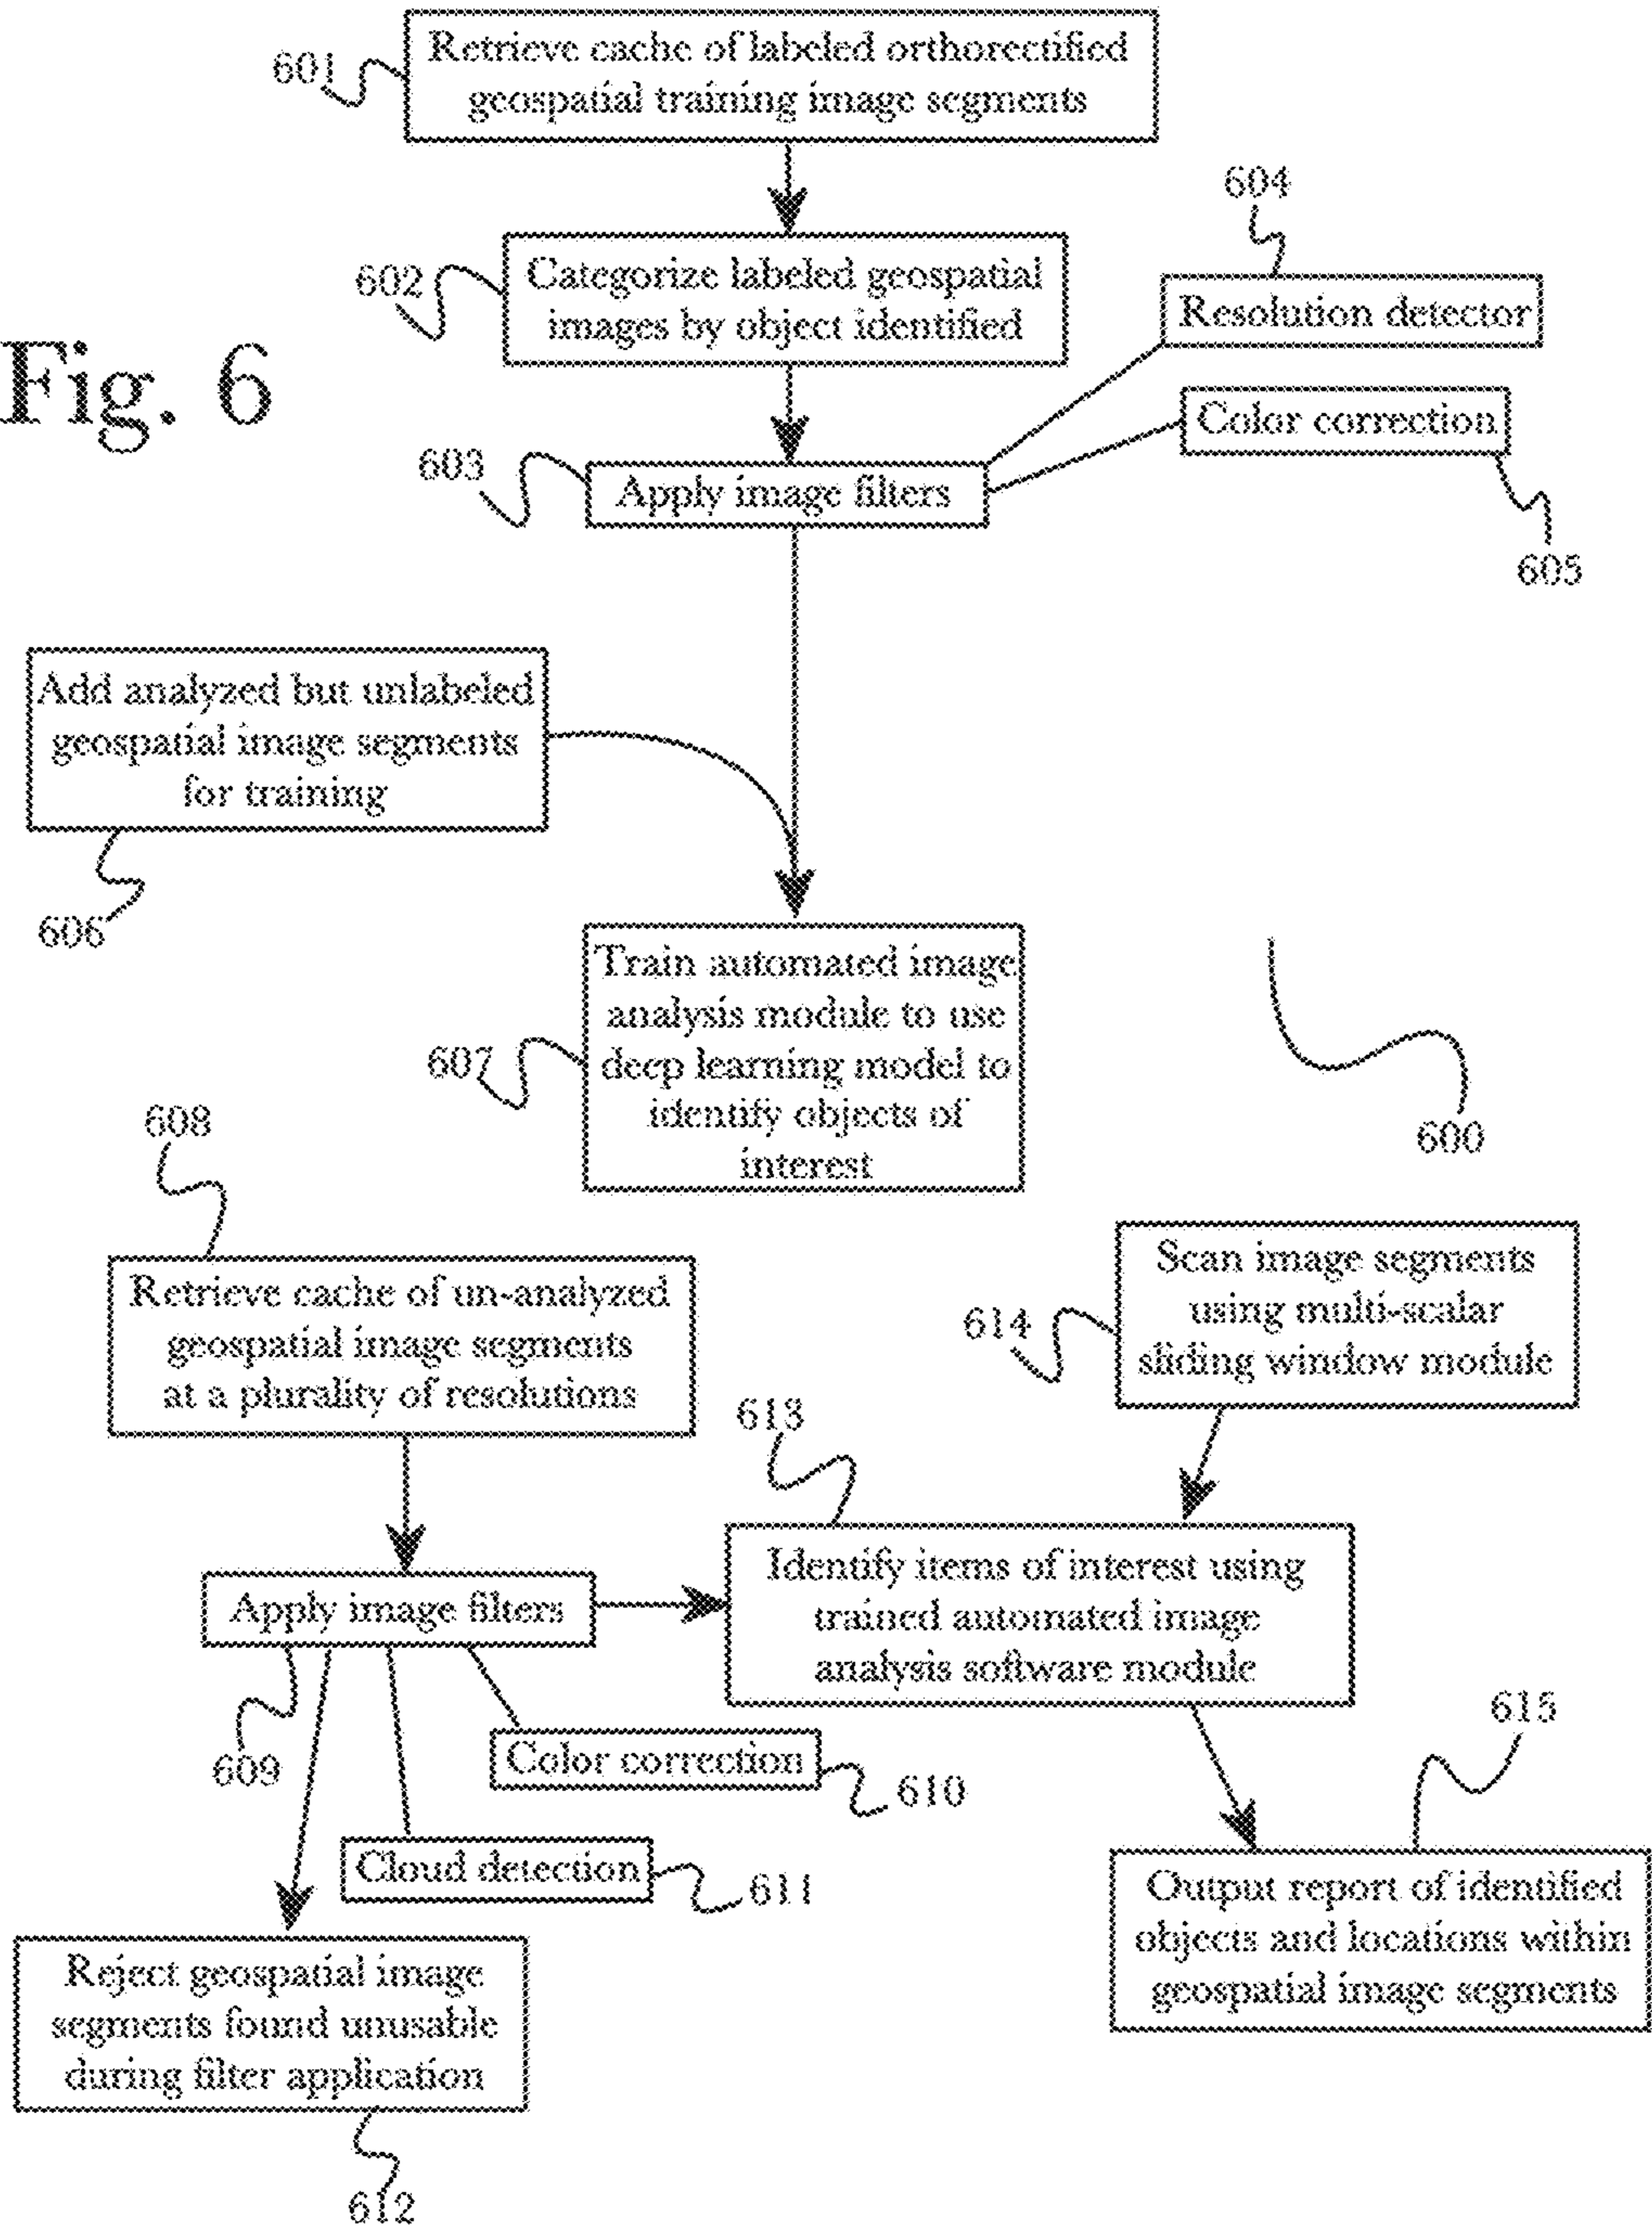 601
Retrieve cache of labeled orthorectified
geospatial training image segments
604
602
Categorize labeled geospatial
images by object identified
Resolution detector
Fig. 6
Color correction
603
Apply image filters
605
Add analyzed but unlabeled
geospatial image segments
for training
606
Train automated image
analysis module to use
deep learning model to
identify objects of
interest
607
600
608
Retrieve cache of un-analyzed
geospatial image segments
at a plurality of resolutions
Scan image segments
using multi-scalar
sliding window module
614
613
Apply image filters
Identify items of interest using
trained automated image
analysis software module
609
Color correction
610
615
Cloud detection
611
Output report of identified
objects and locations within
geospatial image segments
Reject geospatial image
segments found unusable
during filter application
612